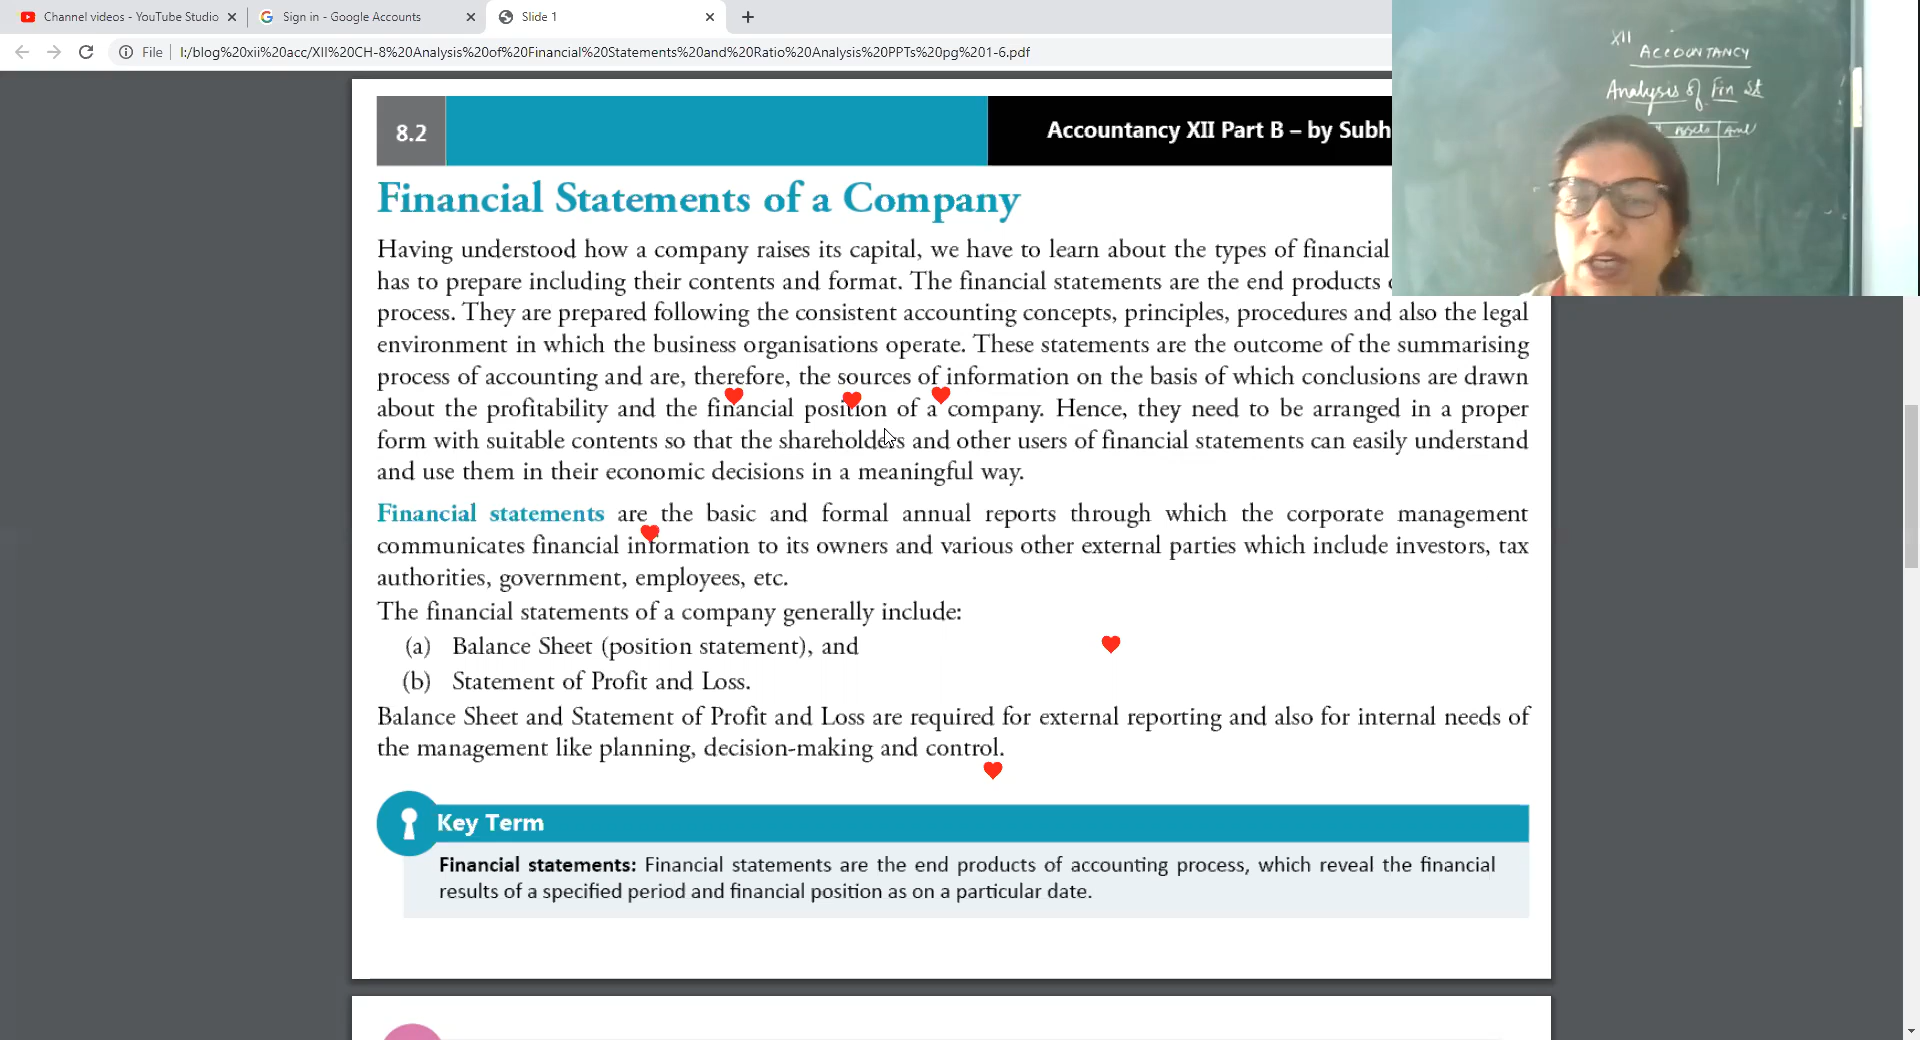 Channel videos - YouTube Studio
Sign in - Google Accounts
Slide 1
File
I:/blog%20xii%20acc/XII%20CH-8%20Analysis%20of%20Financial%20Statements%20and%20Ratio%20Analysis%20PPTs%20pg%201-6.pdf
XII
ACCOUNTANCY
Analysis of Fin St
Assets Amt
8.2
Accountancy XII Part B – by Subh
Financial Statements of a Company
Having understood how a company raises its capital, we have to learn about the types of financial
has to prepare including their contents and format. The financial statements are the end products
process. They are prepared following the consistent accounting concepts, principles, procedures and also the legal
environment in which the business organisations operate. These statements are the outcome of the summarising
process of accounting and are, therefore, the sources of information on the basis of which conclusions are drawn
about the profitability and the financial position of a company. Hence, they need to be arranged in a proper
form with suitable contents so that the shareholders and other users of financial statements can easily understand
and use them in their economic decisions in a meaningful way.
Financial statements are the basic and formal annual reports through which the corporate management
communicates financial information to its owners and various other external parties which include investors, tax
authorities, government, employees, etc.
The financial statements of a company generally include:
(a) Balance Sheet (position statement), and
(b) Statement of Profit and Loss.
Balance Sheet and Statement of Profit and Loss are required for external reporting and also for internal needs of
the management like planning, decision-making and control.
Key Term
Financial statements: Financial statements are the end products of accounting process, which reveal the financial
results of a specified period and financial position as on a particular date.